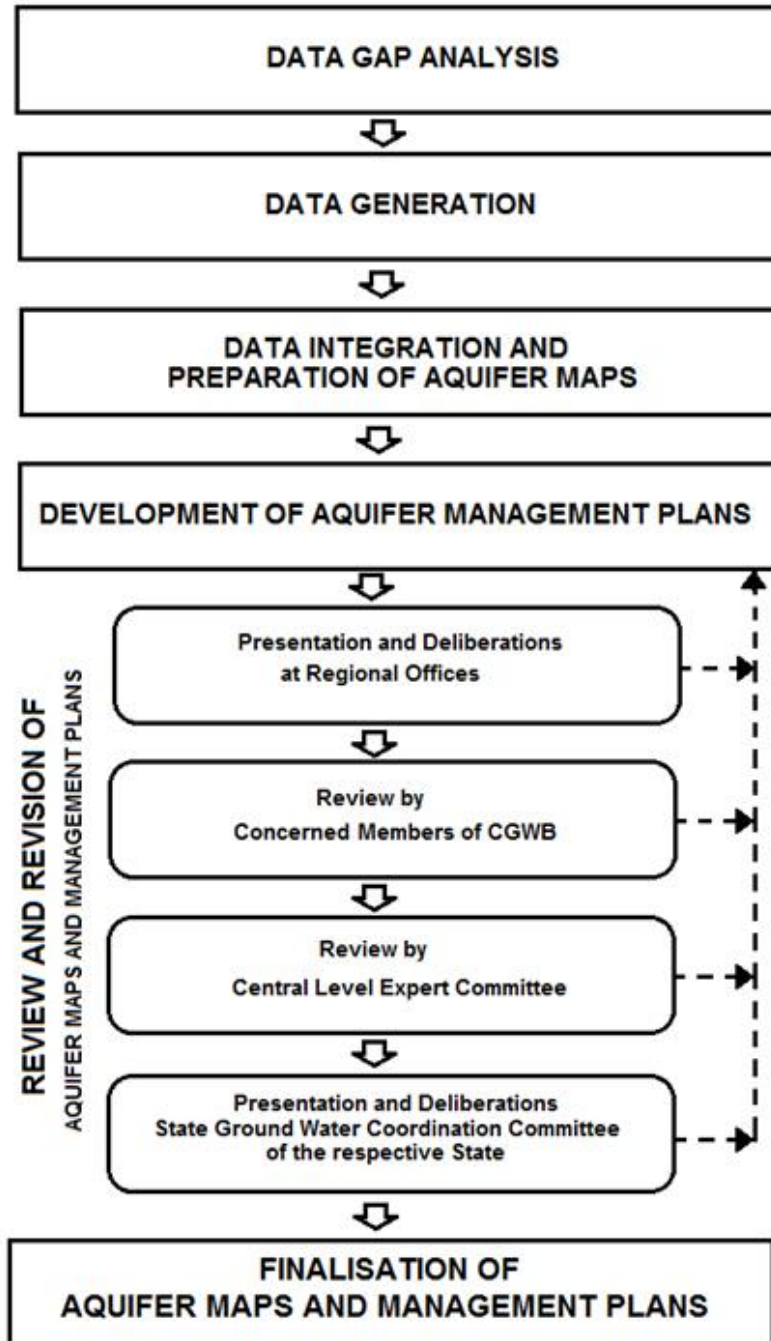 DATA GAP ANALYSIS
DATA GENERATION
DATA INTEGRATION AND
PREPARATION OF AQUIFER MAPS
DEVELOPMENT OF AQUIFER MANAGEMENT PLANS
REVIEW AND REVISION OF
AQUIFER MAPS AND MANAGEMENT PLANS
Presentation and Deliberations
at Regional Offices
Review by
Concerned Members of CGWB
Review by
Central Level Expert Committee
Presentation and Deliberations
State Ground Water Coordination Committee
of the respective State
FINALISATION OF
AQUIFER MAPS AND MANAGEMENT PLANS